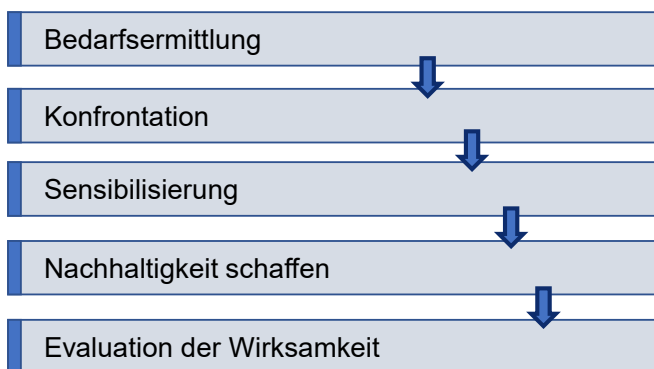 Bedarfsermittlung
Konfrontation
Sensibilisierung
Nachhaltigkeit schaffen
Evaluation der Wirksamkeit